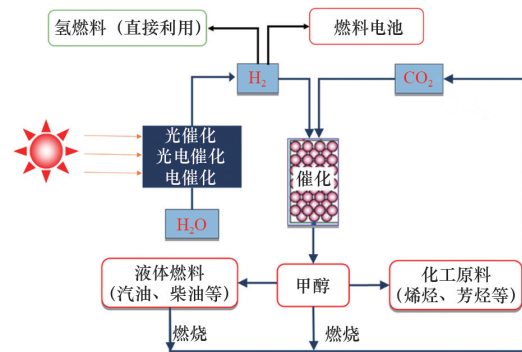 氢燃料（直接利用）
燃料电池
H₂
CO₂
光催化
光电催化
电催化
催化
H₂O
液体燃料
(汽油、柴油等)
甲醇
化工原料
(烯烃、芳烃等)
燃烧
燃烧